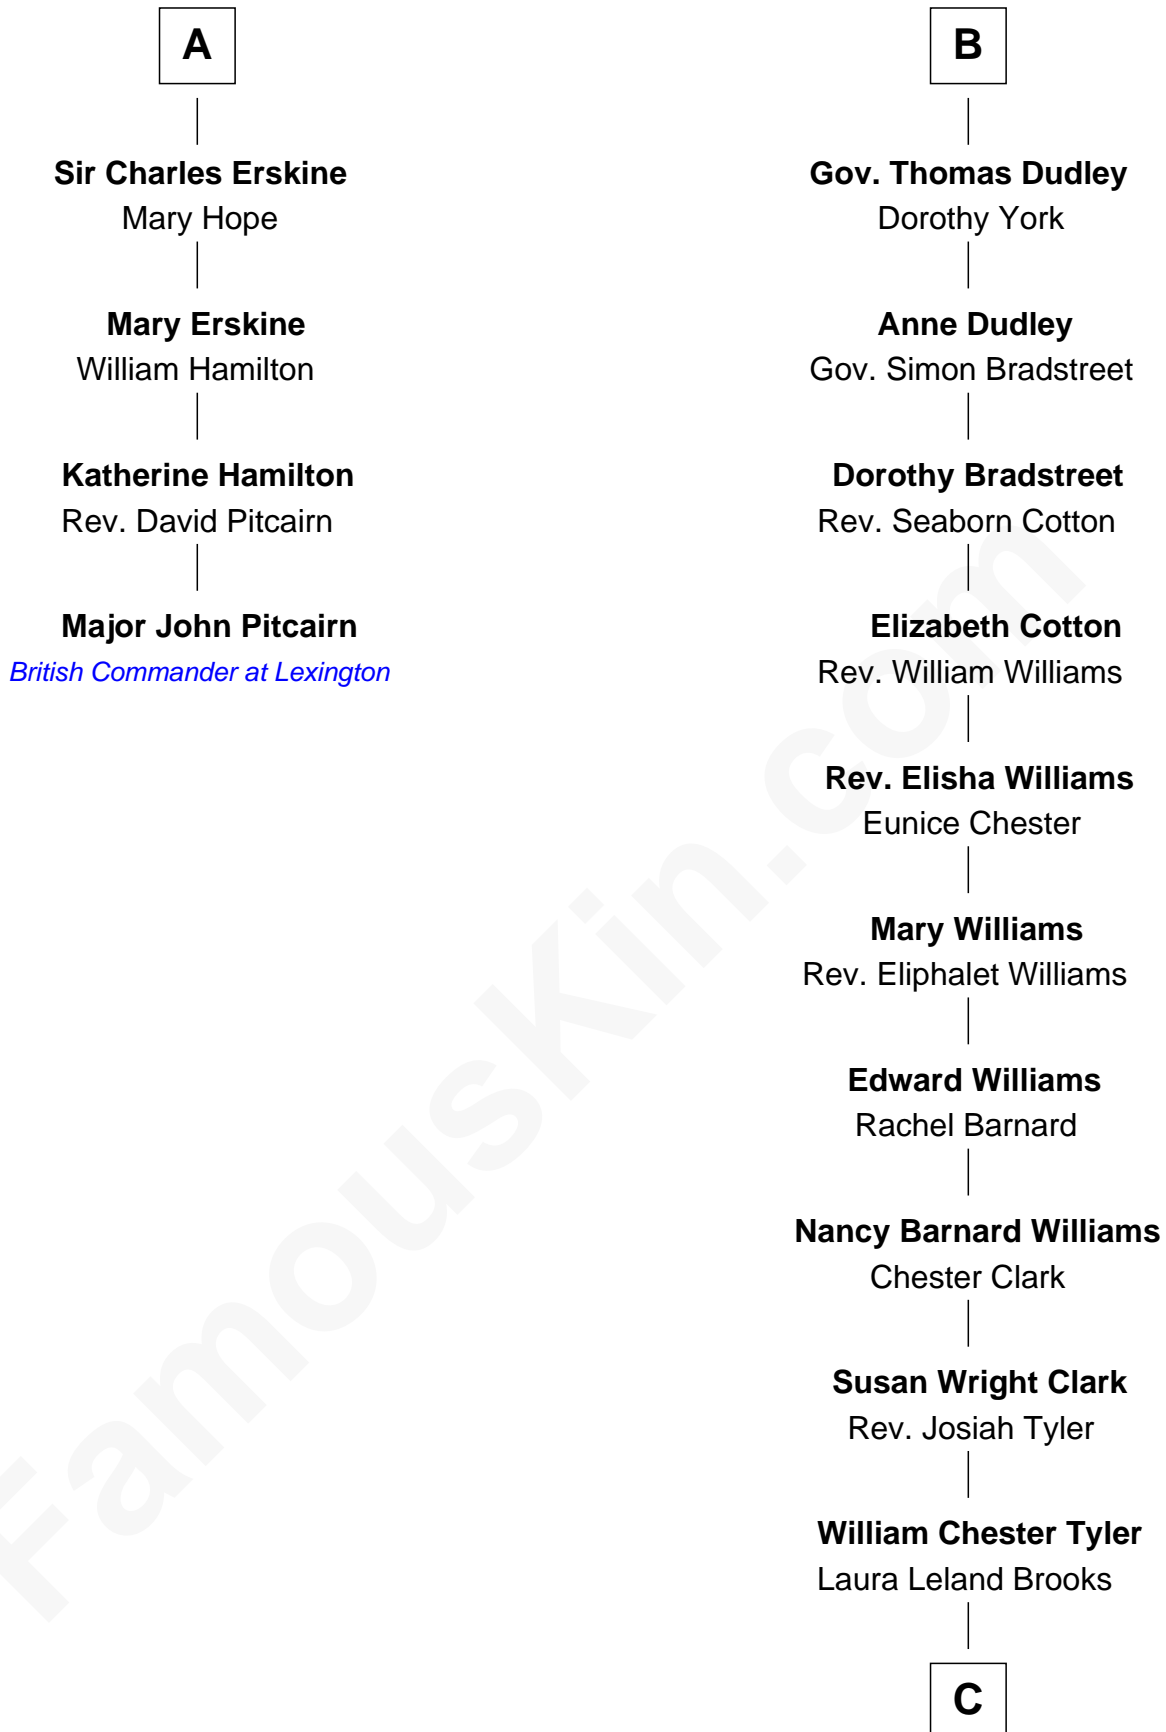 A
Sir Charles Erskine
Mary Hope
Mary Erskine
William Hamilton
Katherine Hamilton
Rev. David Pitcairn
Major John Pitcairn
British Commander at Lexington
B
Gov. Thomas Dudley
Dorothy York
Anne Dudley
Gov. Simon Bradstreet
Dorothy Bradstreet
Rev. Seaborn Cotton
Elizabeth Cotton
Rev. William Williams
Rev. Elisha Williams
Eunice Chester
Mary Williams
Rev. Eliphalet Williams
Edward Williams
Rachel Barnard
Nancy Barnard Williams
Chester Clark
Susan Wright Clark
Rev. Josiah Tyler
William Chester Tyler
Laura Leland Brooks
C
FamousKin.com